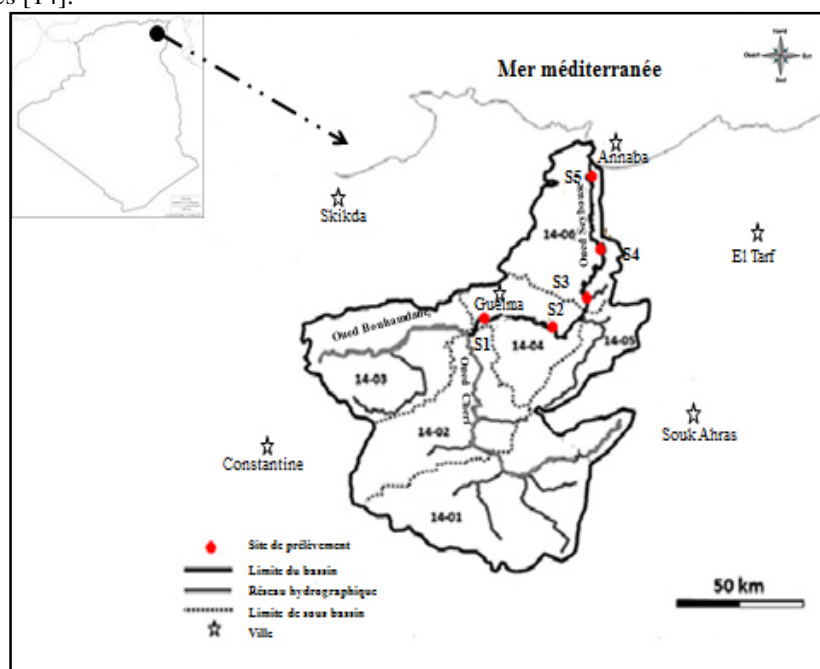 es [14].
Nord
Ouest
Est
Sud
Mer méditerranée
Annaba
S5
Skikda
Oued Seybouse
14-06
S4
El Tarf
S3
Guelma
S2
Oued Bouhamdane
S1
14-04
14-05
14-03
Oued Cherf
14-02
Souk Ahras
Constantine
14-01
Site de prélèvement
Limite du bassin
Réseau hydrographique
Limite de sous bassin
Ville
50 km